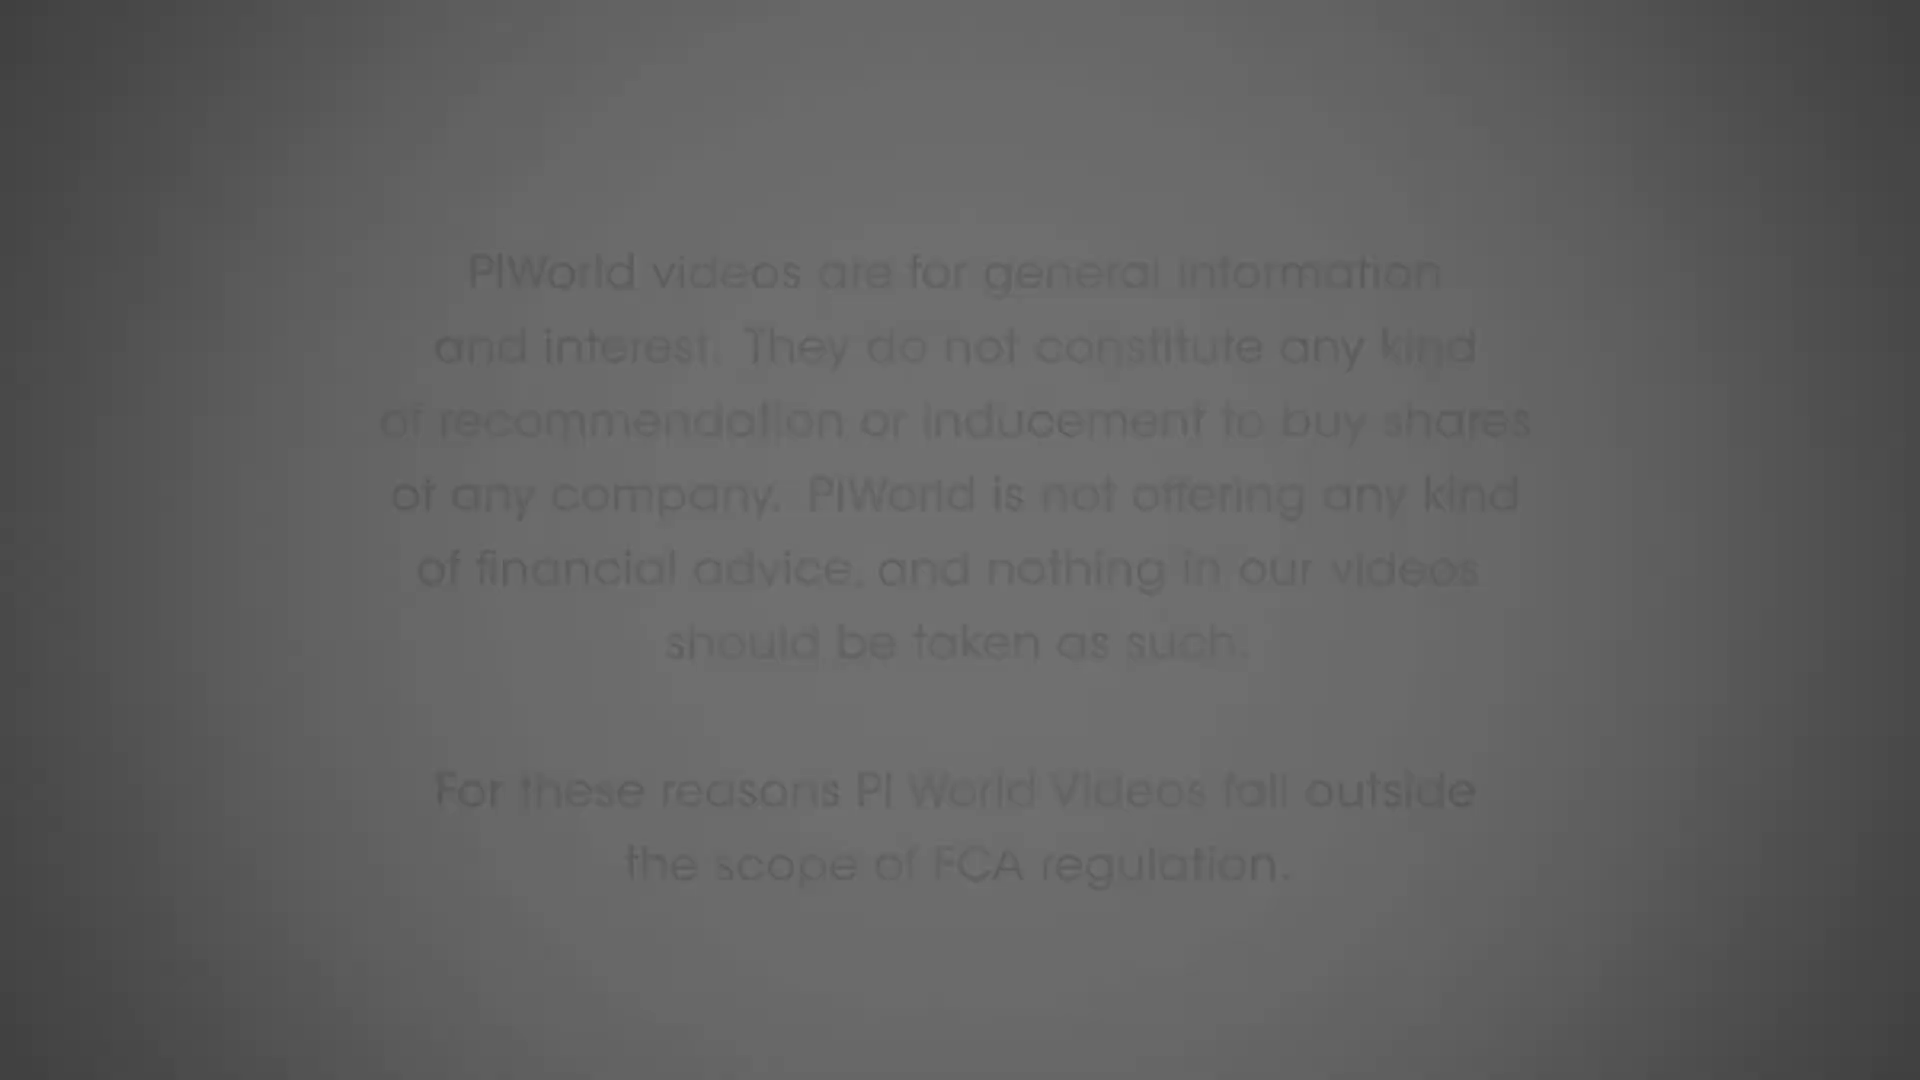 PIWorld videos are for general information
and interest. They do not constitute any kind
of recommendation or inducement to buy shares
of any company. PIWorld is not offering any kind
of financial advice, and nothing in our videos
should be taken as such.
For these reasons PI World Videos fall outside
the scope of FCA regulation.